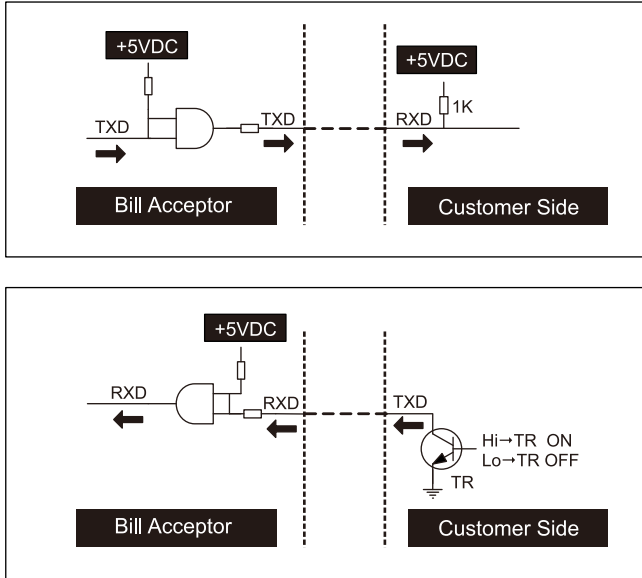 +5VDC
+5VDC
1K
TXD
TXD
RXD
Bill Acceptor
Customer Side
+5VDC
RXD
RXD
TXD
Hi→TR ON
Lo→TR OFF
TR
Bill Acceptor
Customer Side